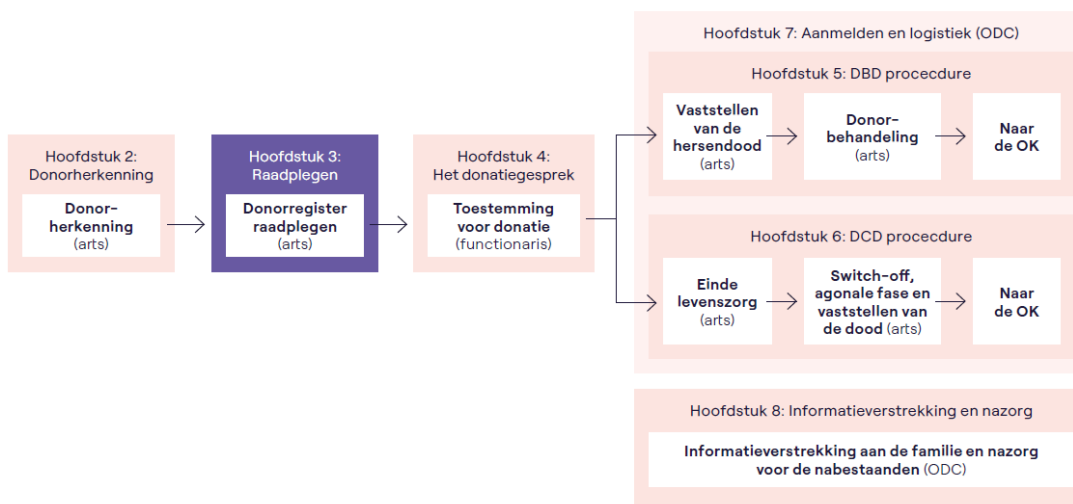 Hoofdstuk 2:
Donorherkenning
Donor-
herkenning
(arts)
Hoofdstuk 3:
Raadplegen
Donorregister
raadplegen
(arts)
Hoofdstuk 4:
Het donatiegesprek
Toestemming
voor donatie
(functionaris)
Hoofdstuk 7: Aanmelden en logistiek (ODC)
Hoofdstuk 5: DBD procecdure
Vaststellen
van de
hersendood
(arts)
Donor-
behandeling
(arts)
Naar
de OK
Hoofdstuk 6: DCD procecdure
Einde
levenszorg
(arts)
Switch-off,
agonale fase en
vaststellen van
de dood (arts)
Naar
de OK
Hoofdstuk 8: Informatieverstrekking en nazorg
Informatieverstrekking aan de familie en nazorg
voor de nabestaanden (ODC)